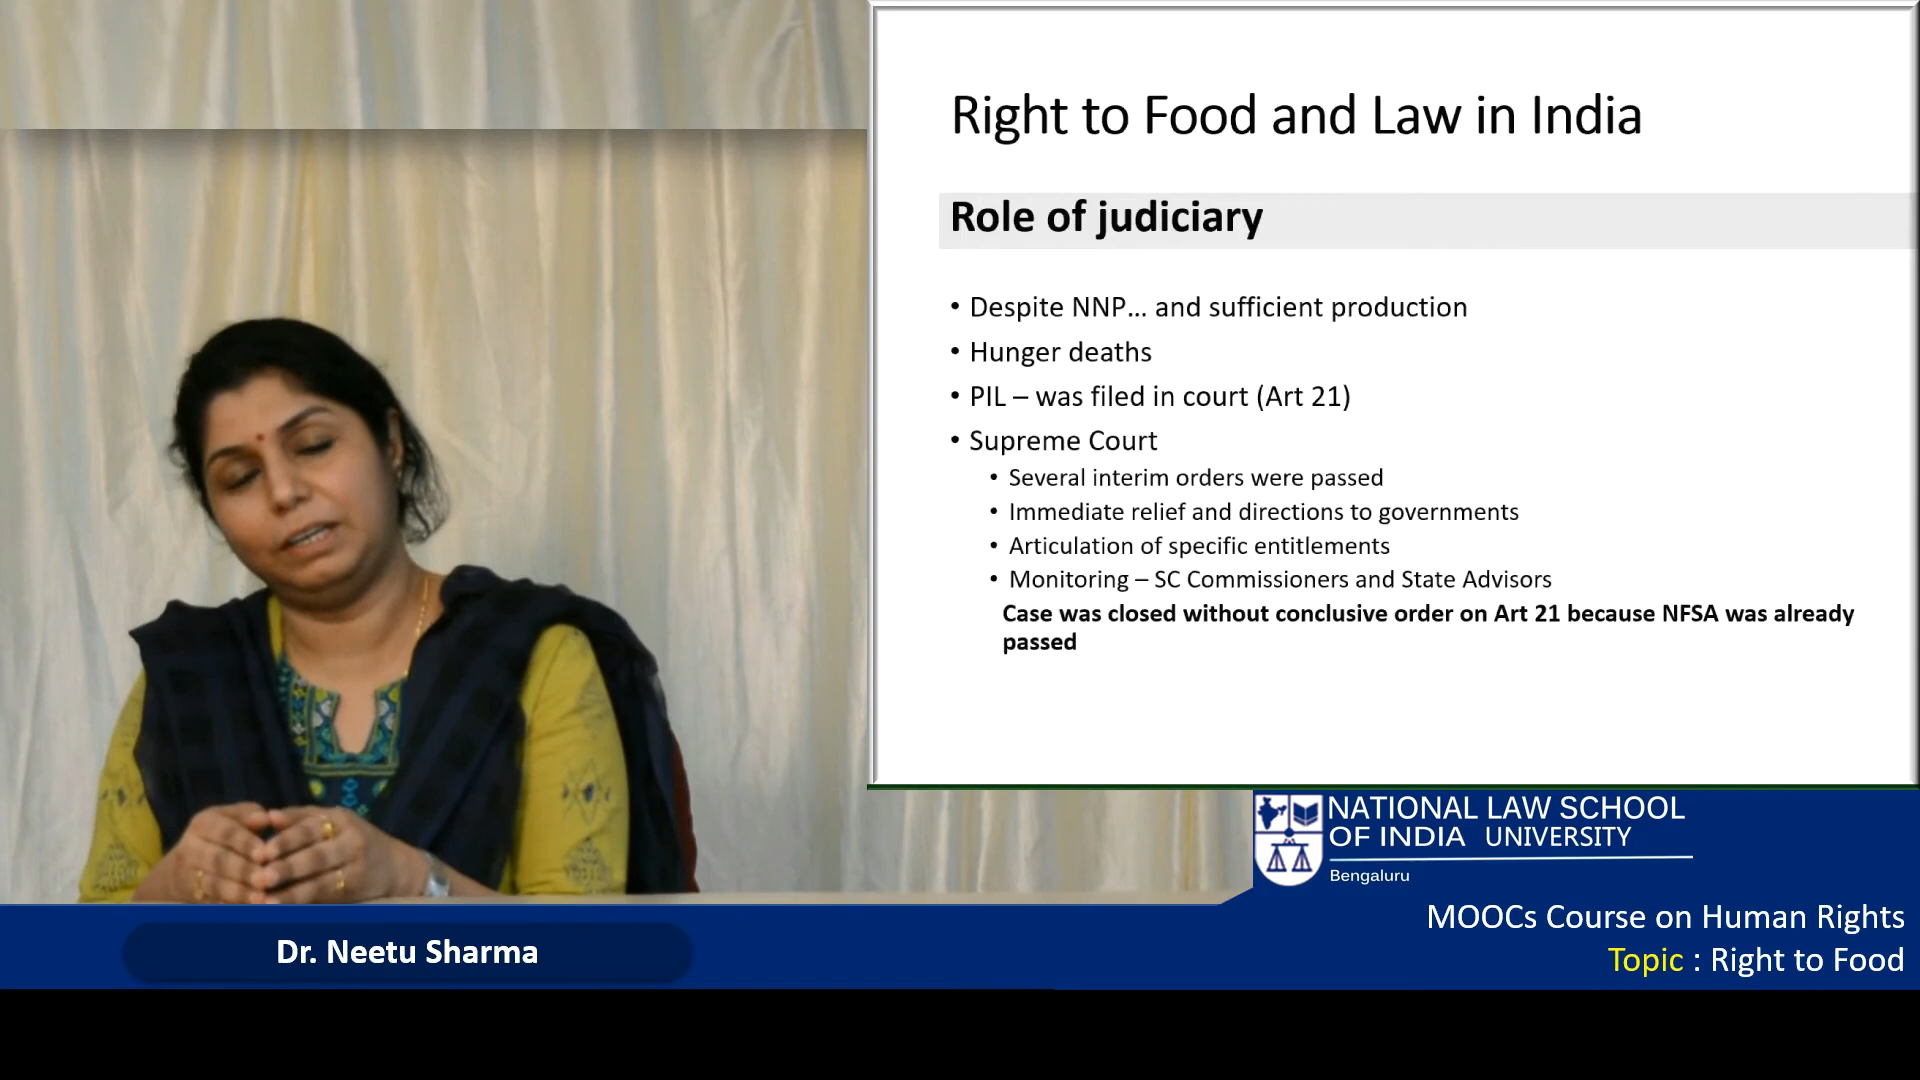 Right to Food and Law in India
Role of judiciary
• Despite NNP... and sufficient production
• Hunger deaths
• PIL – was filed in court (Art 21)
• Supreme Court
• Several interim orders were passed
• Immediate relief and directions to governments
• Articulation of specific entitlements
• Monitoring – SC Commissioners and State Advisors
Case was closed without conclusive order on Art 21 because NFSA was already
passed
NATIONAL LAW SCHOOL
OF INDIA UNIVERSITY
Bengaluru
MOOCs Course on Human Rights
Topic : Right to Food
Dr. Neetu Sharma